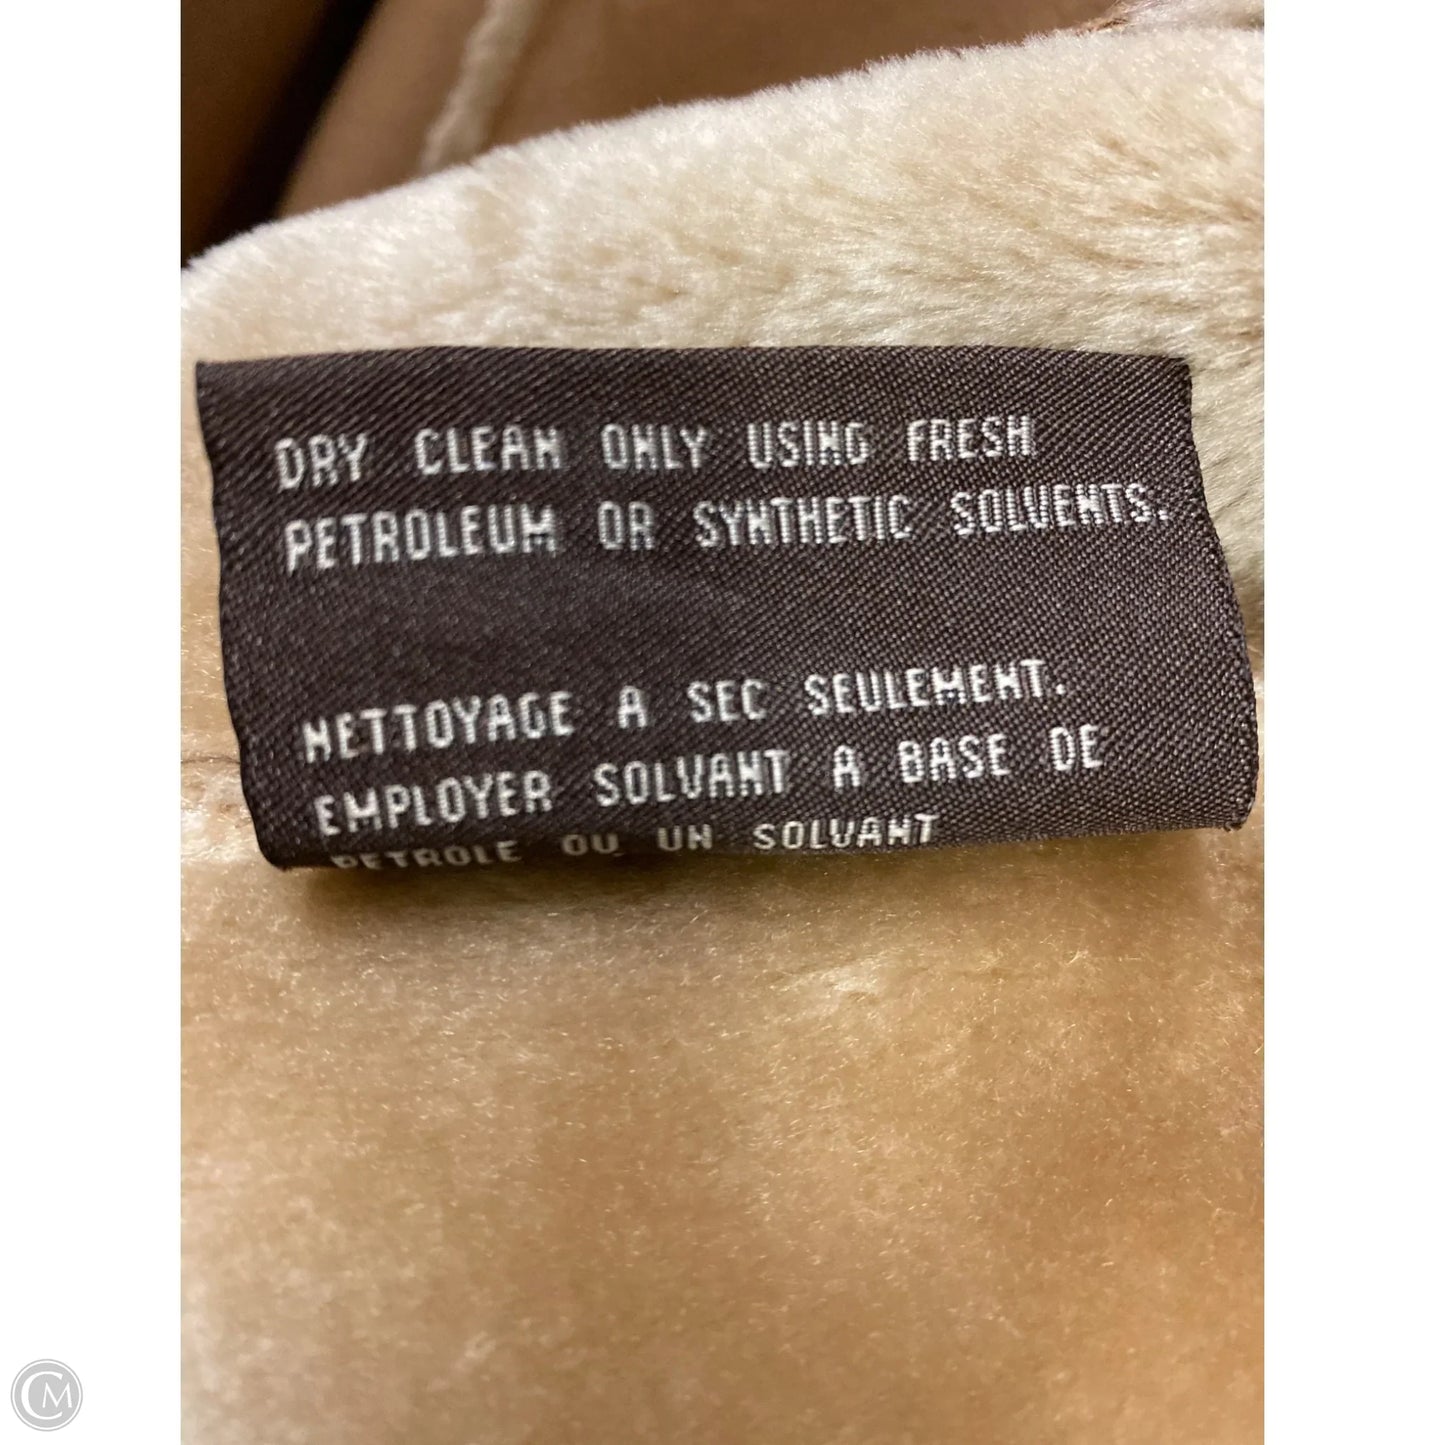 DRY CLEAN ONLY USING FRESH
PETROLEUM OR SYNTHETIC SOLVENTS.
NETTOYAGE A SEC SEULEMENT.
EMPLOYER SOLVANT A BASE DE
PETROLE OU UN SOLVANT
CM